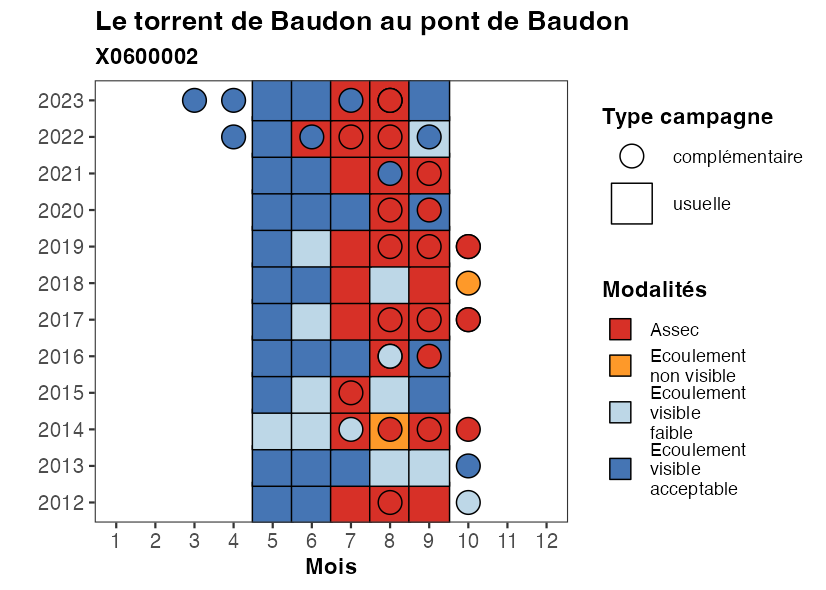 Le torrent de Baudon au pont de Baudon
X0600002
2023
2022
2021
2020
2019
2018
2017
2016
2015
2014
2013
2012
1 2 3 4 5 6 7 8 9 10 11 12
Mois
Type campagne
complémentaire
usuelle
Modalités
Assec
Ecoulement
non visible
Ecoulement
visible
faible
Ecoulement
visible
acceptable